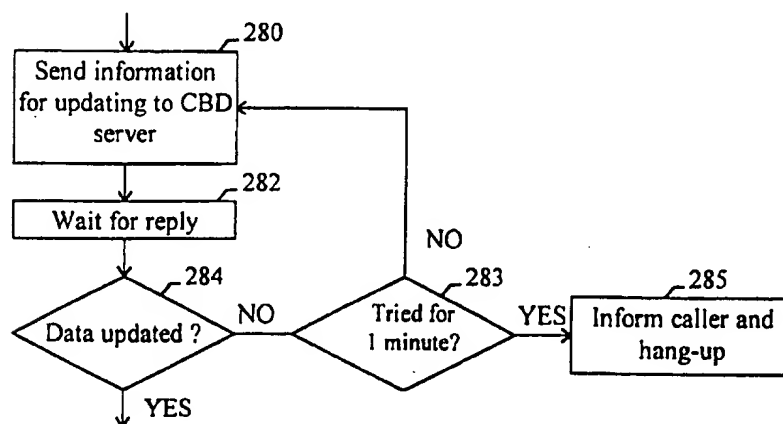 280
Send information
for updating to CBD
server
282
Wait for reply
NO
284
283
285
Data updated ?
NO
Tried for
1 minute?
YES
Inform caller and
hang-up
YES